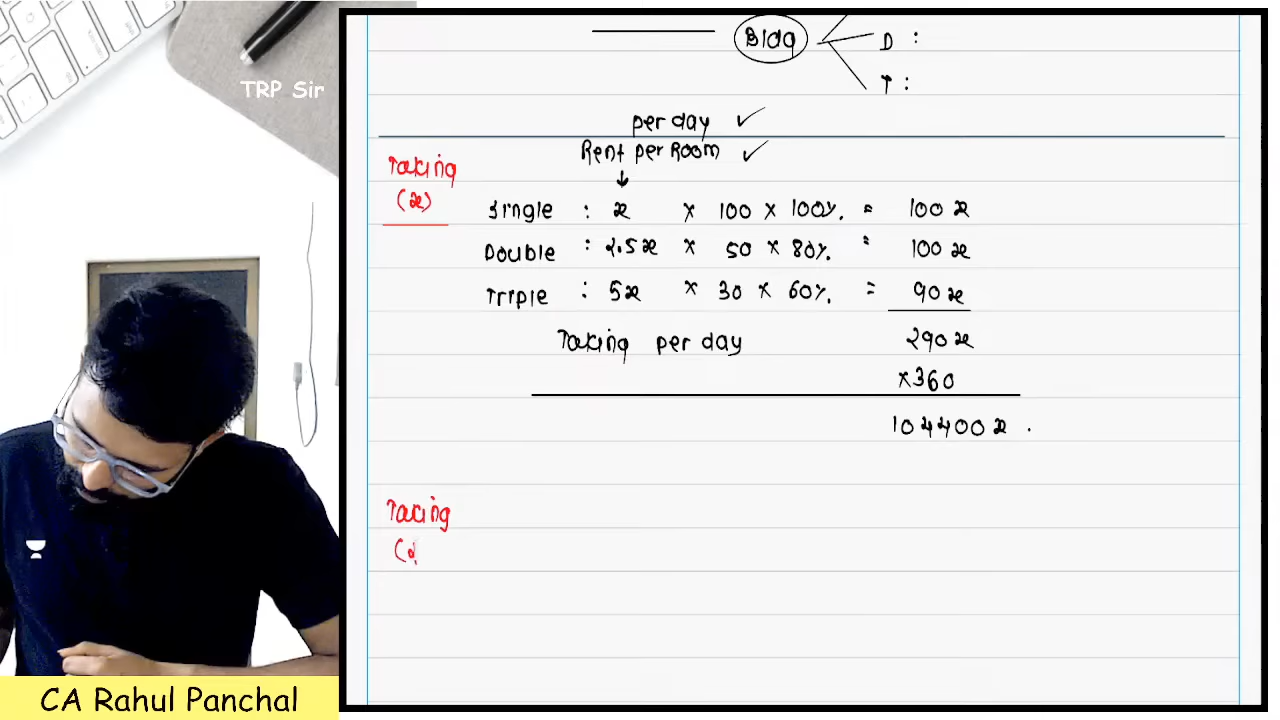 TRP Sir
Bldg
D :
T :
per day ✓
Rent per Room ✓
↓
Taking
(x)
Single : x × 100 × 100% = 100x
Double : 2.5x × 50 × 80% = 100x
Triple : 5x × 30 × 60% = 90x
Taking per day 290x
×360
104400x .
Taking
CA Rahul Panchal